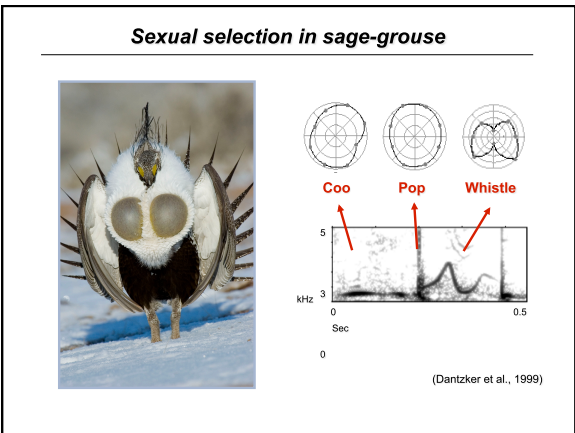 Sexual selection in sage-grouse
Coo Pop Whistle
5
kHz 3
0 0.5
Sec
0
(Dantzker et al., 1999)